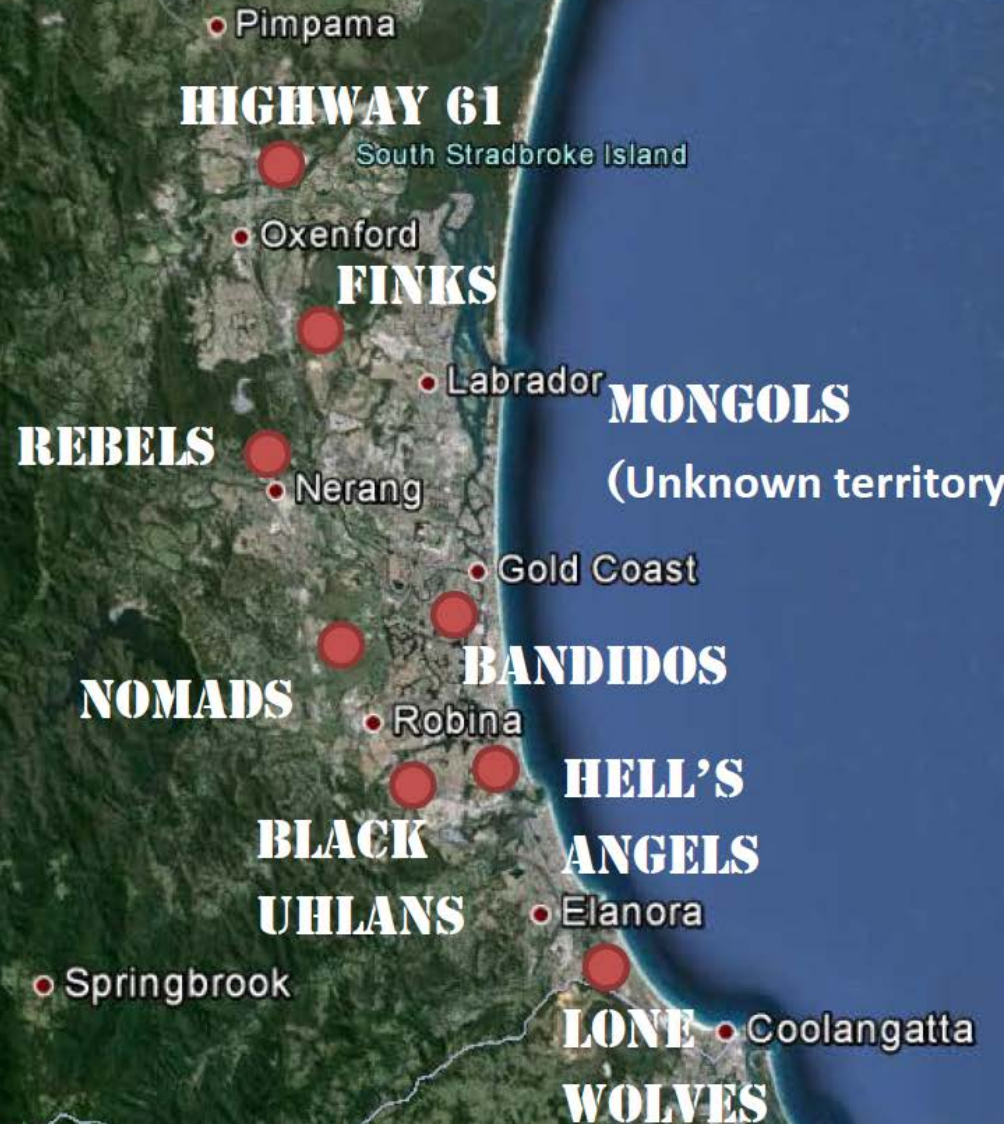 Pimpama
HIGHWAY 61
South Stradbroke Island
Oxenford
FINKS
Labrador
MONGOLS
(Unknown territory
REBELS
Nerang
Gold Coast
BANDIDOS
NOMADS
Robina
HELL’S
ANGELS
BLACK
UHLANS
Elanora
Springbrook
LONE
WOLVES
Coolangatta